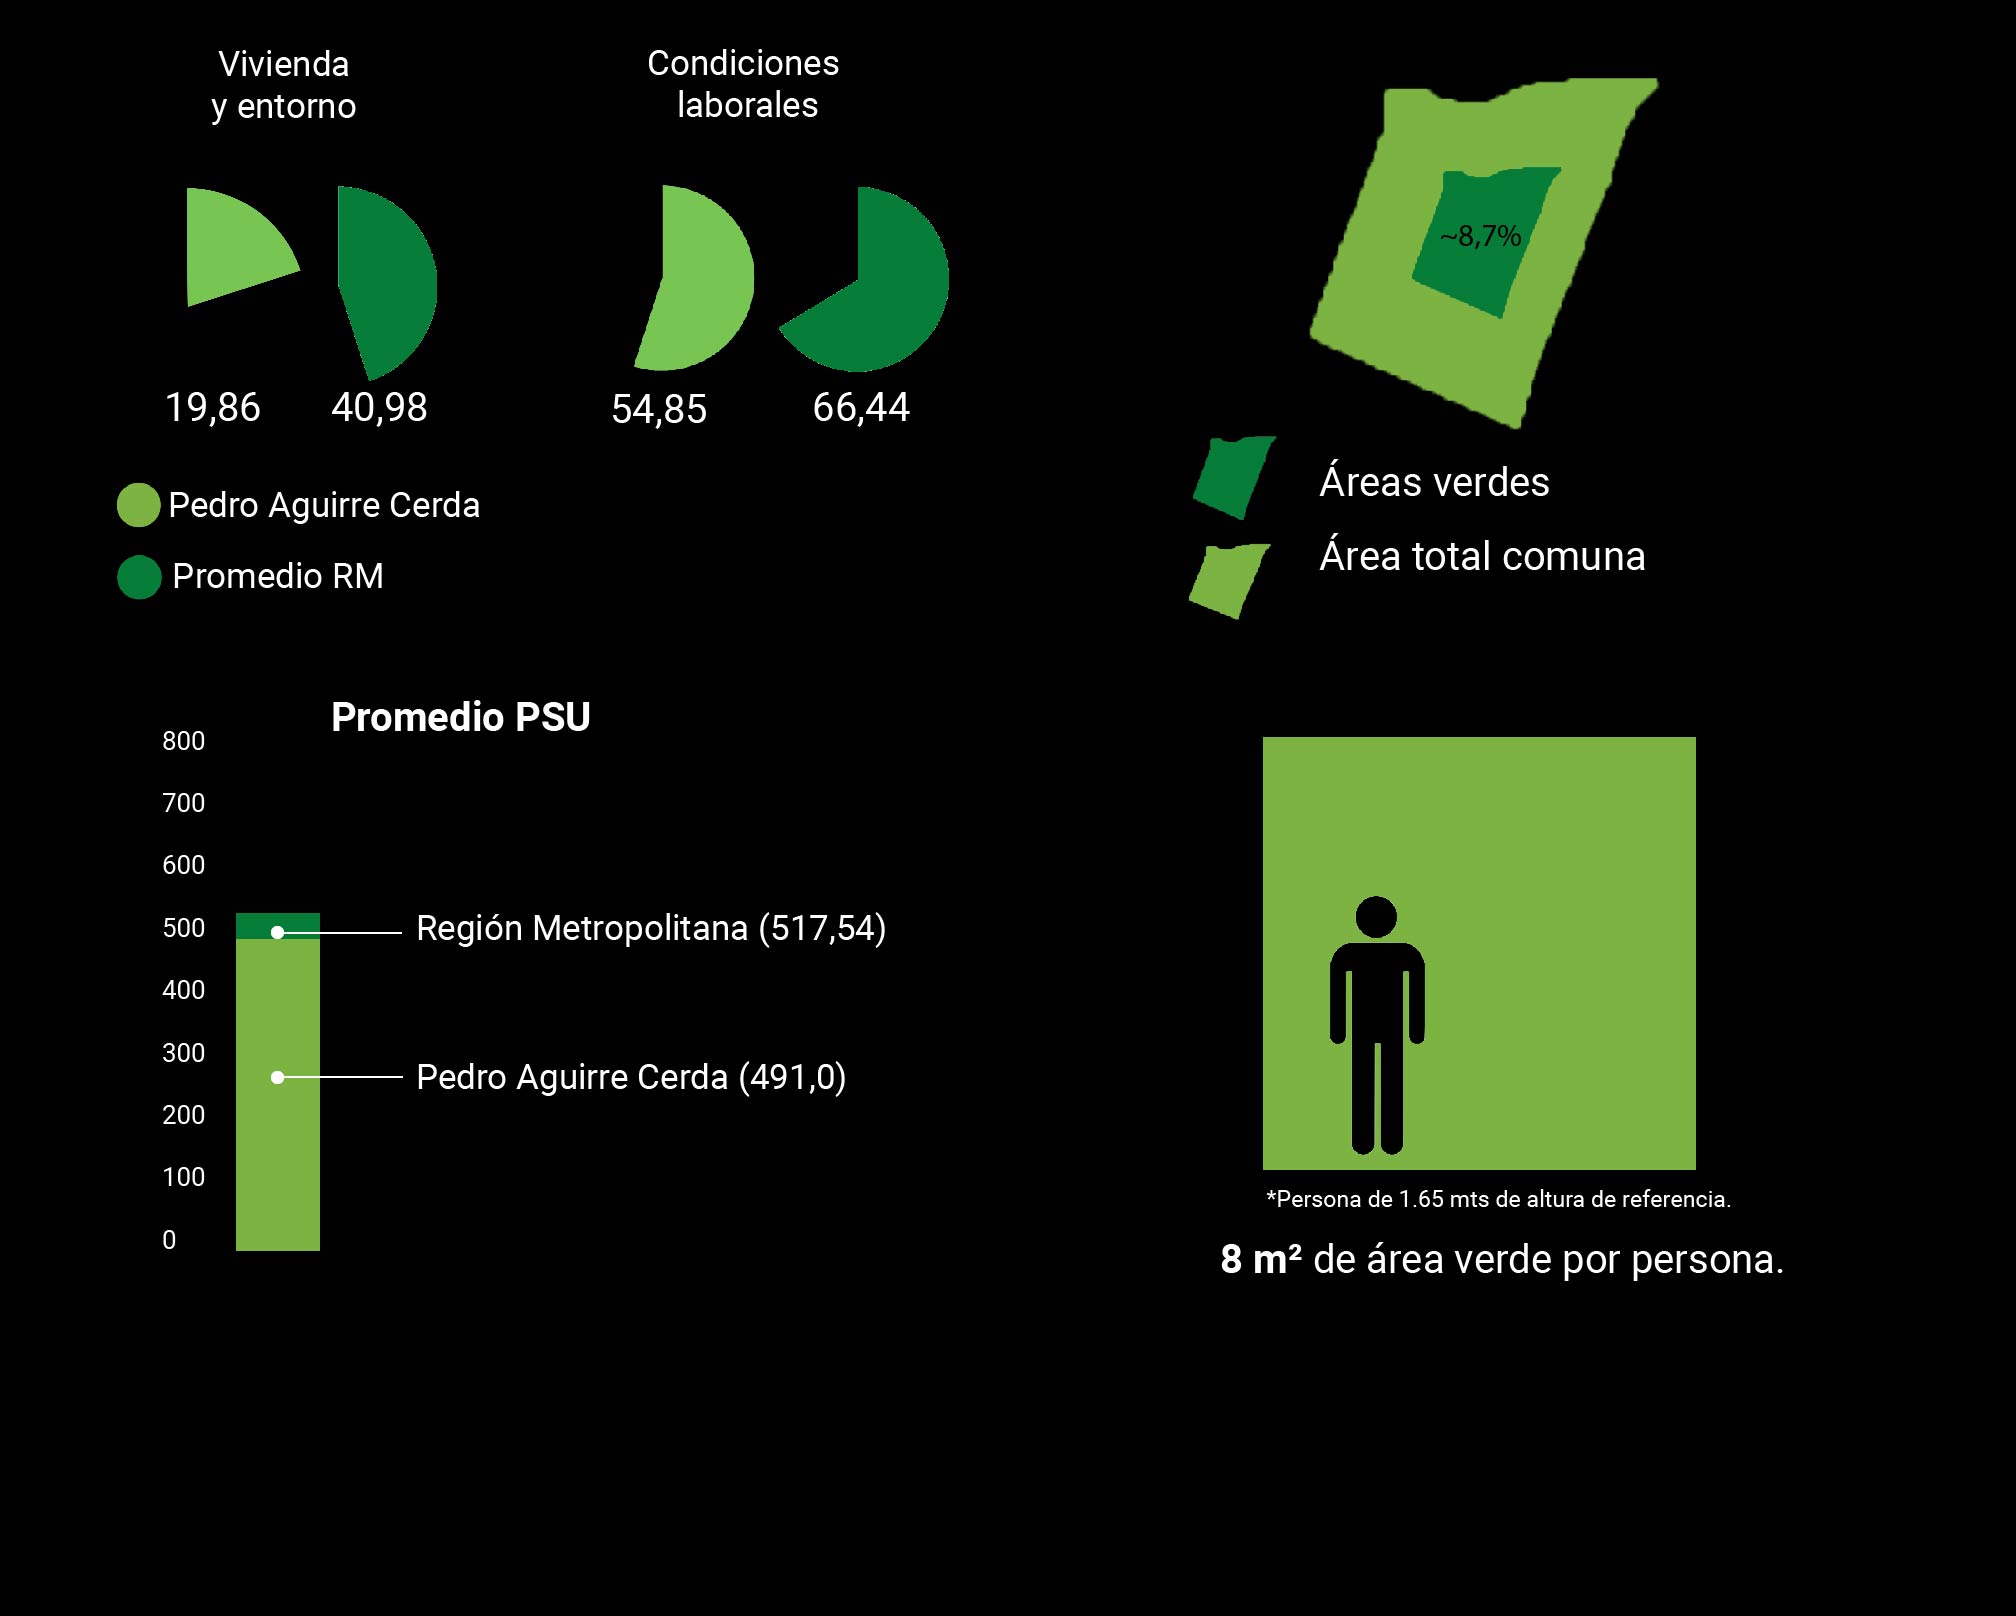 Vivienda
y entorno
Condiciones
laborales
19,86
40,98
54,85
66,44
Pedro Aguirre Cerda
Promedio RM
~8,7%
Áreas verdes
Área total comuna
Promedio PSU
800
700
600
500
400
300
200
100
0
Región Metropolitana (517,54)
Pedro Aguirre Cerda (491,0)
*Persona de 1.65 mts de altura de referencia.
8 m² de área verde por persona.